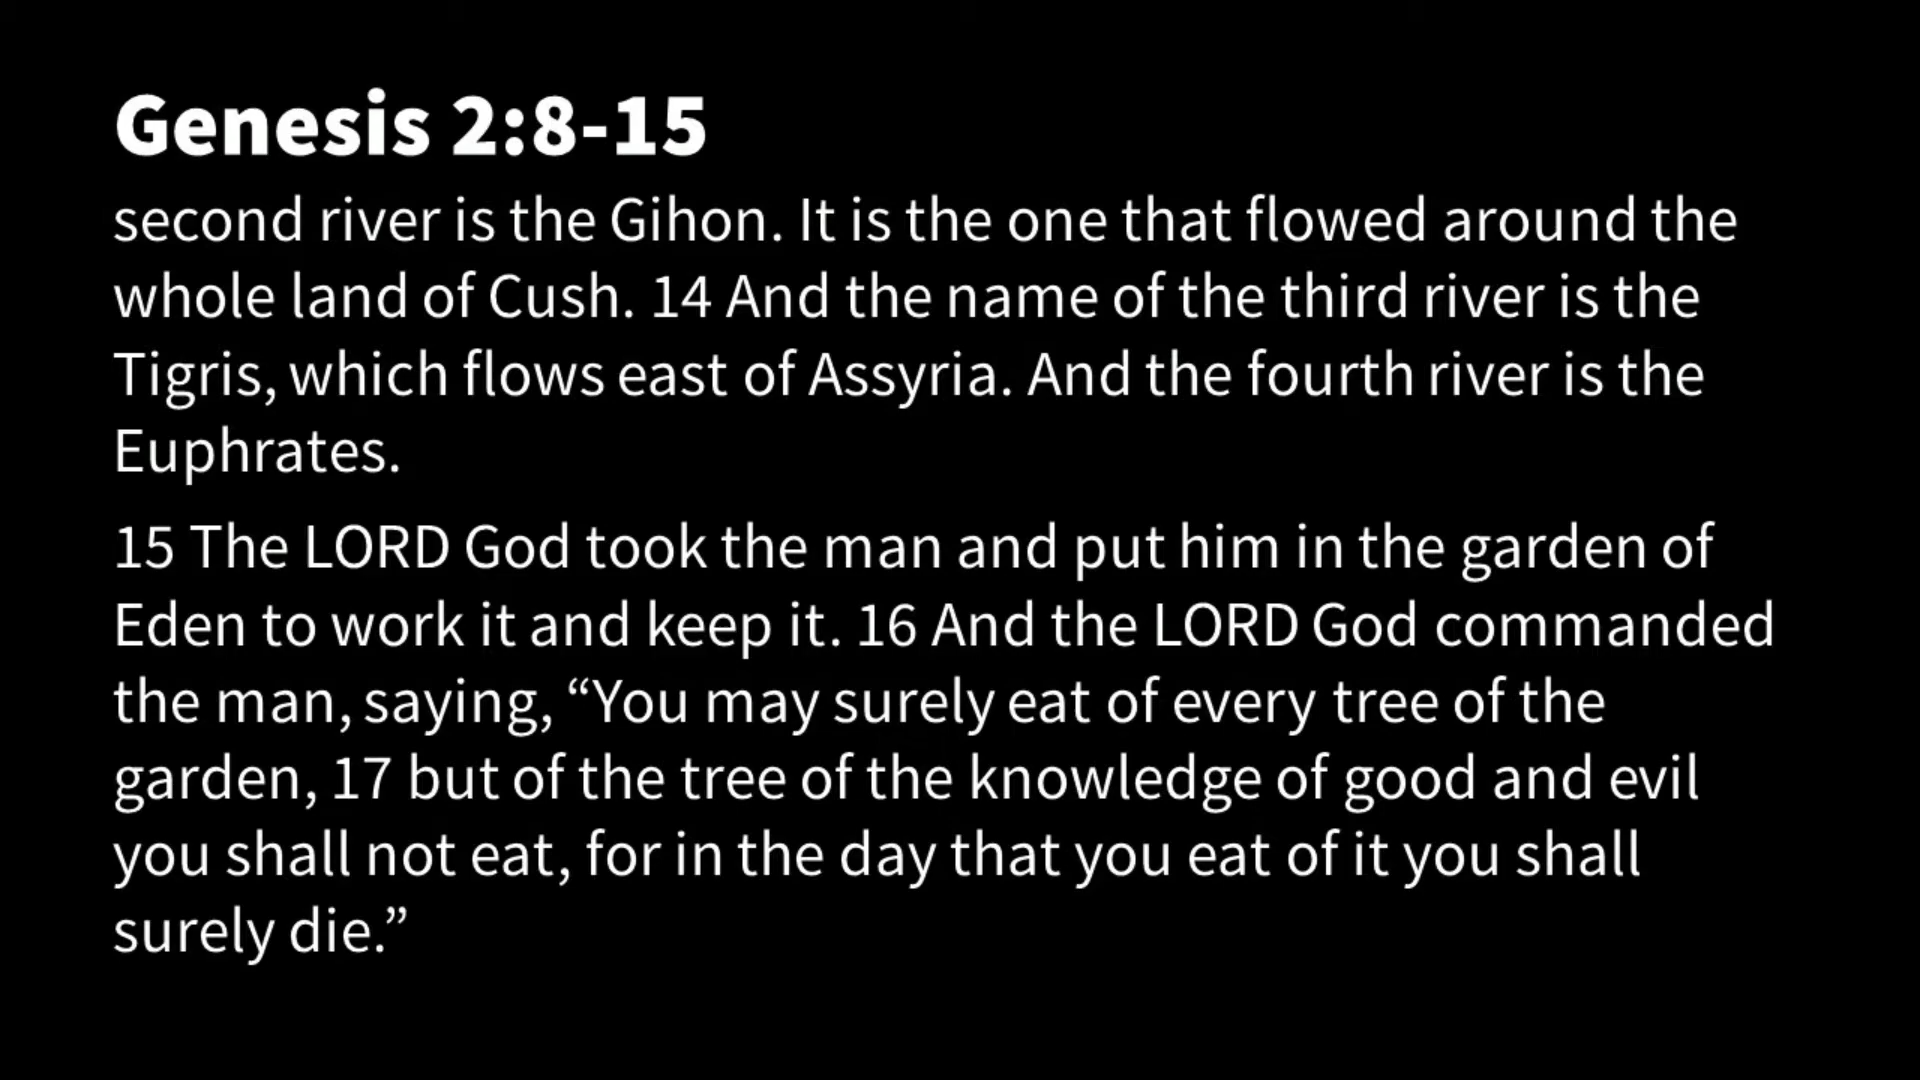 Genesis 2:8-15
second river is the Gihon. It is the one that flowed around the
whole land of Cush. 14 And the name of the third river is the
Tigris, which flows east of Assyria. And the fourth river is the
Euphrates.
15 The LORD God took the man and put him in the garden of
Eden to work it and keep it. 16 And the LORD God commanded
the man, saying, “You may surely eat of every tree of the
garden, 17 but of the tree of the knowledge of good and evil
you shall not eat, for in the day that you eat of it you shall
surely die.”